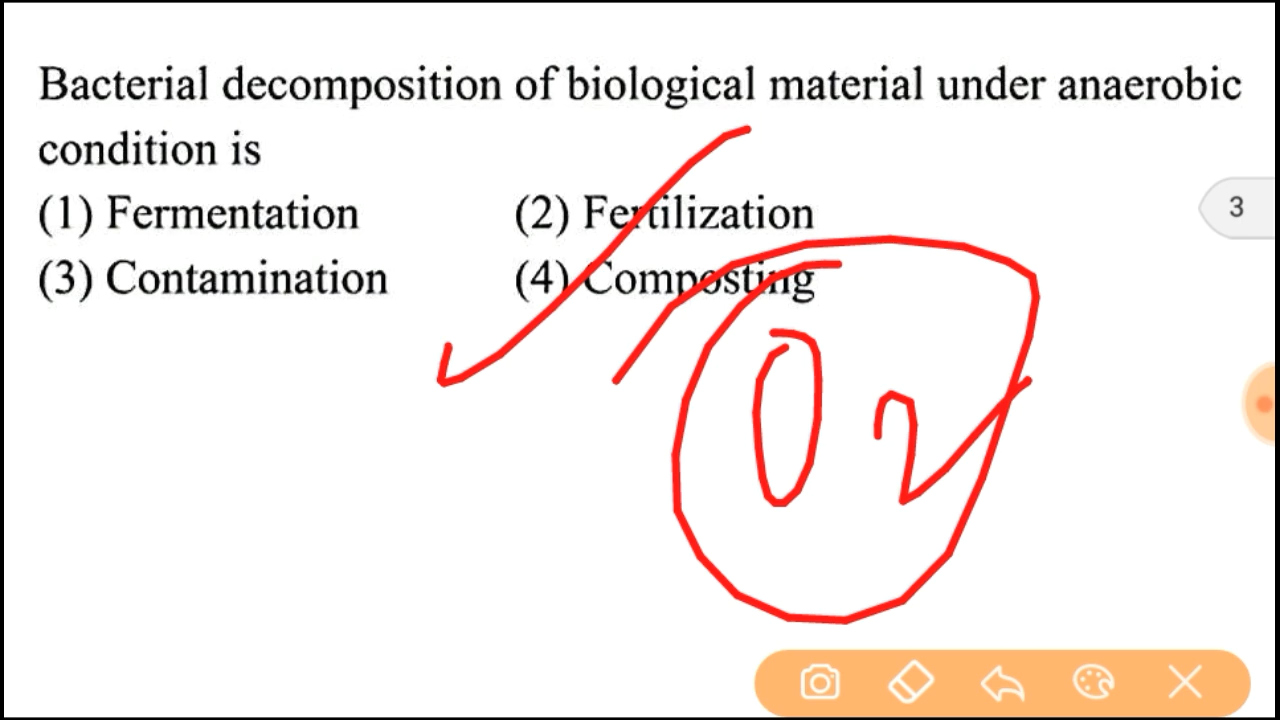 Bacterial decomposition of biological material under anaerobic
condition is
(1) Fermentation (2) Fertilization
(3) Contamination (4) Composting
3
O2